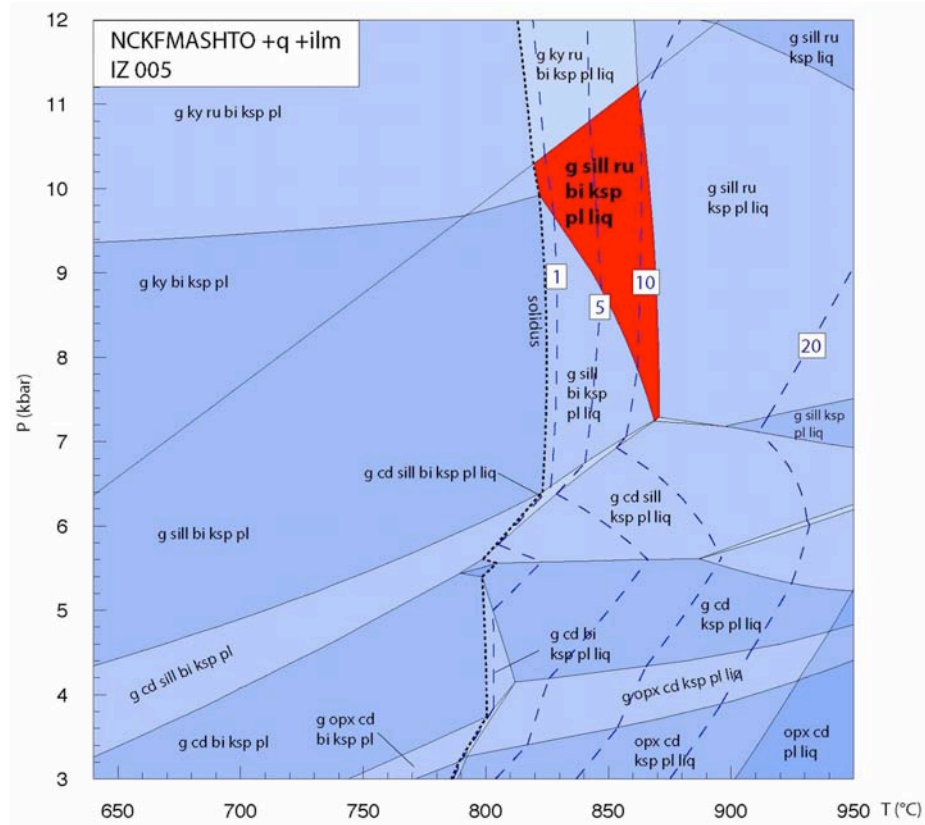 NCKFMASHTO +q +ilm
IZ 005
12
11
10
9
8
7
6
5
4
3
P (kbar)
g ky ru bi ksp pl
g ky ru
bi ksp pl liq
g sill ru
ksp liq
g sill ru
bi ksp
pl liq
g sill ru
ksp pl liq
g ky bi ksp pl
solidus
1
5
10
20
g sill
bi ksp
pl liq
g sill ksp
pl liq
g cd sill bi ksp pl liq
g cd sill
ksp pl liq
g sill bi ksp pl
g cd sill bi ksp pl
g cd bi
ksp pl liq
g cd
ksp pl liq
g opx cd ksp pl liq
g opx cd
bi ksp pl
g cd bi ksp pl
opx cd
ksp pl liq
opx cd
pl liq
650
700
750
800
850
900
950
T (°C)